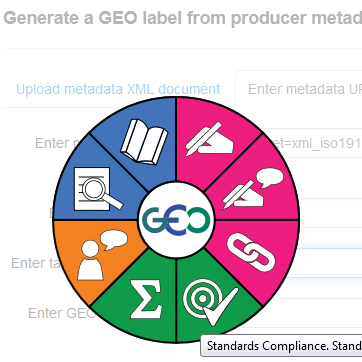 Generate a GEO label from producer metad
Upload metadata XML document
Enter metadata UR
Enter
et=xml_iso191
GEO
Σ
Enter ta
Enter GEO
Standards Compliance. Stand